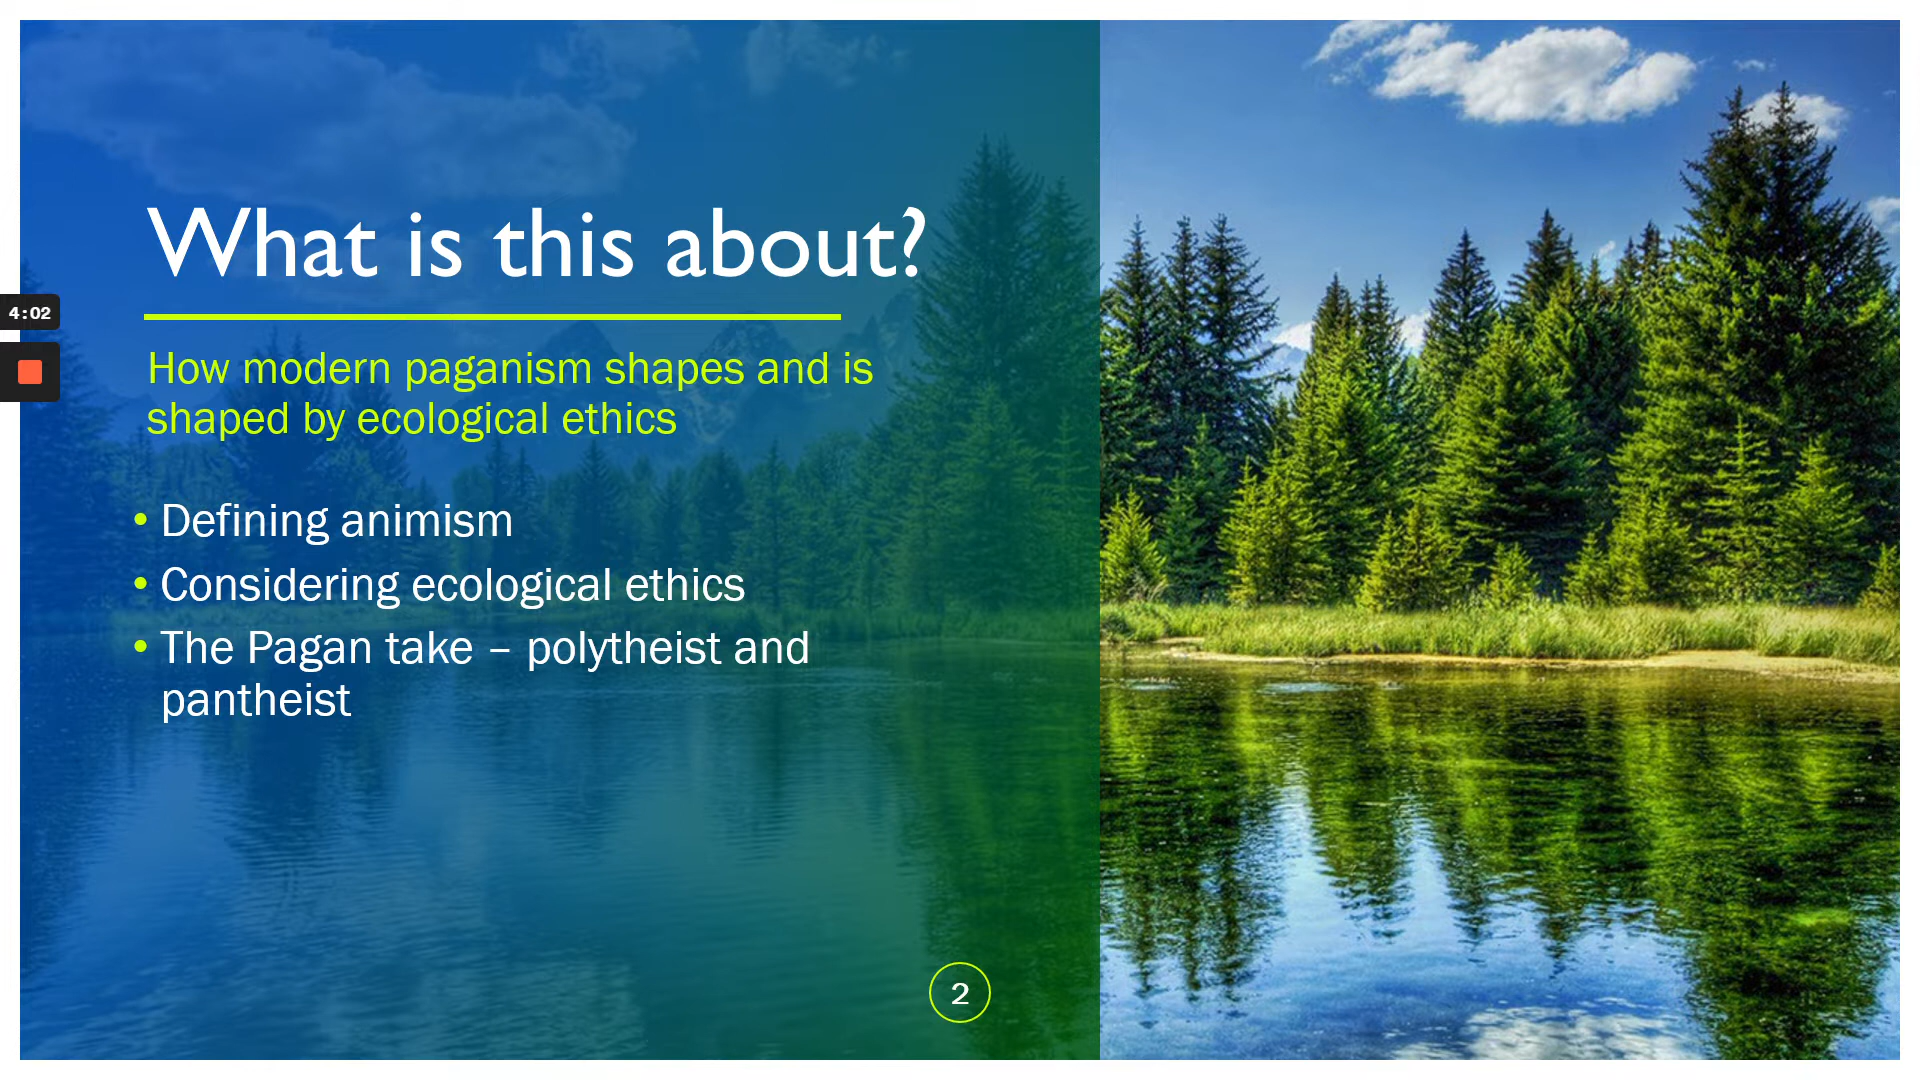 What is this about?
4:02
How modern paganism shapes and is
shaped by ecological ethics
• Defining animism
• Considering ecological ethics
• The Pagan take – polytheist and
pantheist
2